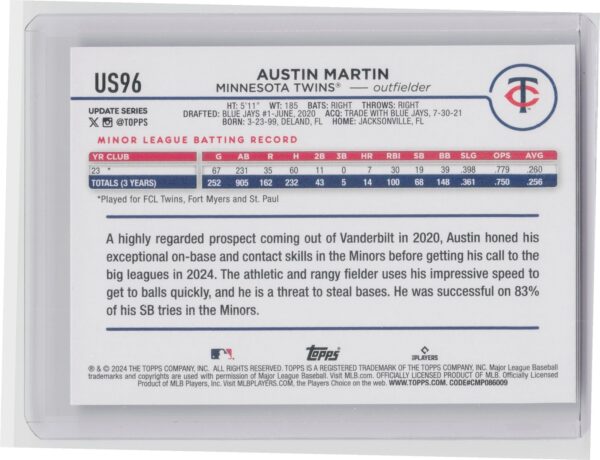 US96
AUSTIN MARTIN
MINNESOTA TWINS® — outfielder
TC
UPDATE SERIES
X @TOPPS
HT: 5'11" WT: 185 BATS: RIGHT THROWS: RIGHT
DRAFTED: BLUE JAYS #1-JUNE, 2020 ACQ: TRADE WITH BLUE JAYS, 7-30-21
BORN: 3-23-99, DELAND, FL HOME: JACKSONVILLE, FL
MINOR LEAGUE BATTING RECORD
YR CLUB G AB R H 2B 3B HR RBI SB BB SLG OPS AVG
23 * 67 231 35 60 11 0 7 30 19 39 .398 .779 .260
TOTALS (3 YEARS) 252 905 162 232 43 5 14 100 68 148 .361 .750 .256
*Played for FCL Twins, Fort Myers and St. Paul
A highly regarded prospect coming out of Vanderbilt in 2020, Austin honed his
exceptional on-base and contact skills in the Minors before getting his call to the
big leagues in 2024. The athletic and rangy fielder uses his impressive speed to
get to balls quickly, and he is a threat to steal bases. He was successful on 83%
of his SB tries in the Minors.
Topps
PLAYERS
® & © 2024 THE TOPPS COMPANY, INC. ALL RIGHTS RESERVED. TOPPS IS A REGISTERED TRADEMARK OF THE TOPPS COMPANY, INC. Major League Baseball
trademarks and copyrights are used with permission of Major League Baseball. Visit MLB.com. OFFICIALLY LICENSED PRODUCT OF MLB. Officially Licensed
Product of MLB Players, Inc. Visit MLBPLAYERS.COM, the Players Choice on the web. WWW.TOPPS.COM. CODE#CMP086009